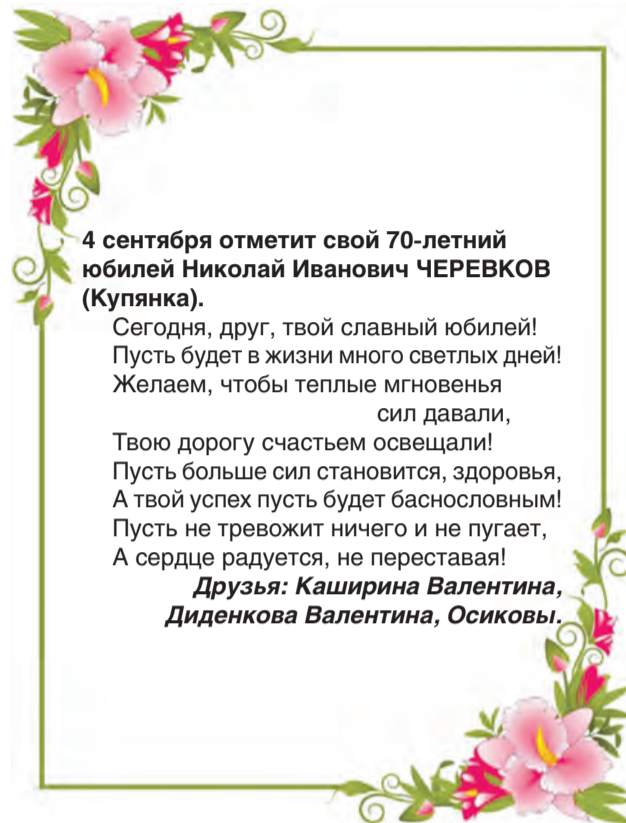 4 сентября отметит свой 70-летний
юбилей Николай Иванович ЧЕРЕВКОВ
(Купянка).
Сегодня, друг, твой славный юбилей!
Пусть будет в жизни много светлых дней!
Желаем, чтобы теплые мгновенья
сил давали,
Твою дорогу счастьем освещали!
Пусть больше сил становится, здоровья,
А твой успех пусть будет баснословным!
Пусть не тревожит ничего и не пугает,
А сердце радуется, не переставая!
Друзья: Каширина Валентина,
Диденкова Валентина, Осиковы.